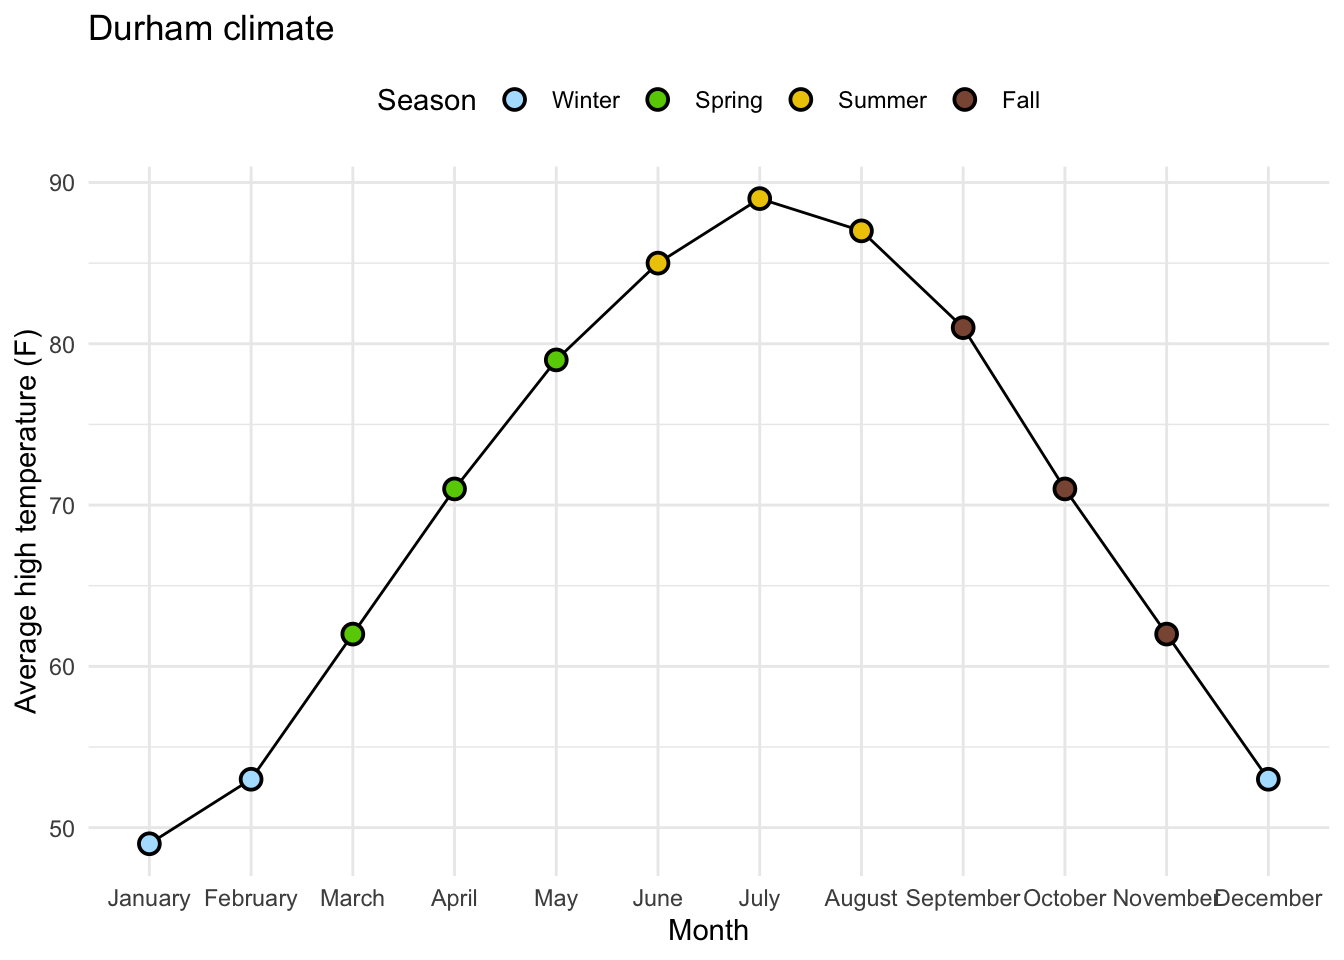 Durham climate
Season Winter Spring Summer Fall
90
80
70
60
50
Average high temperature (F)
January February March April May June July August September October November December
Month